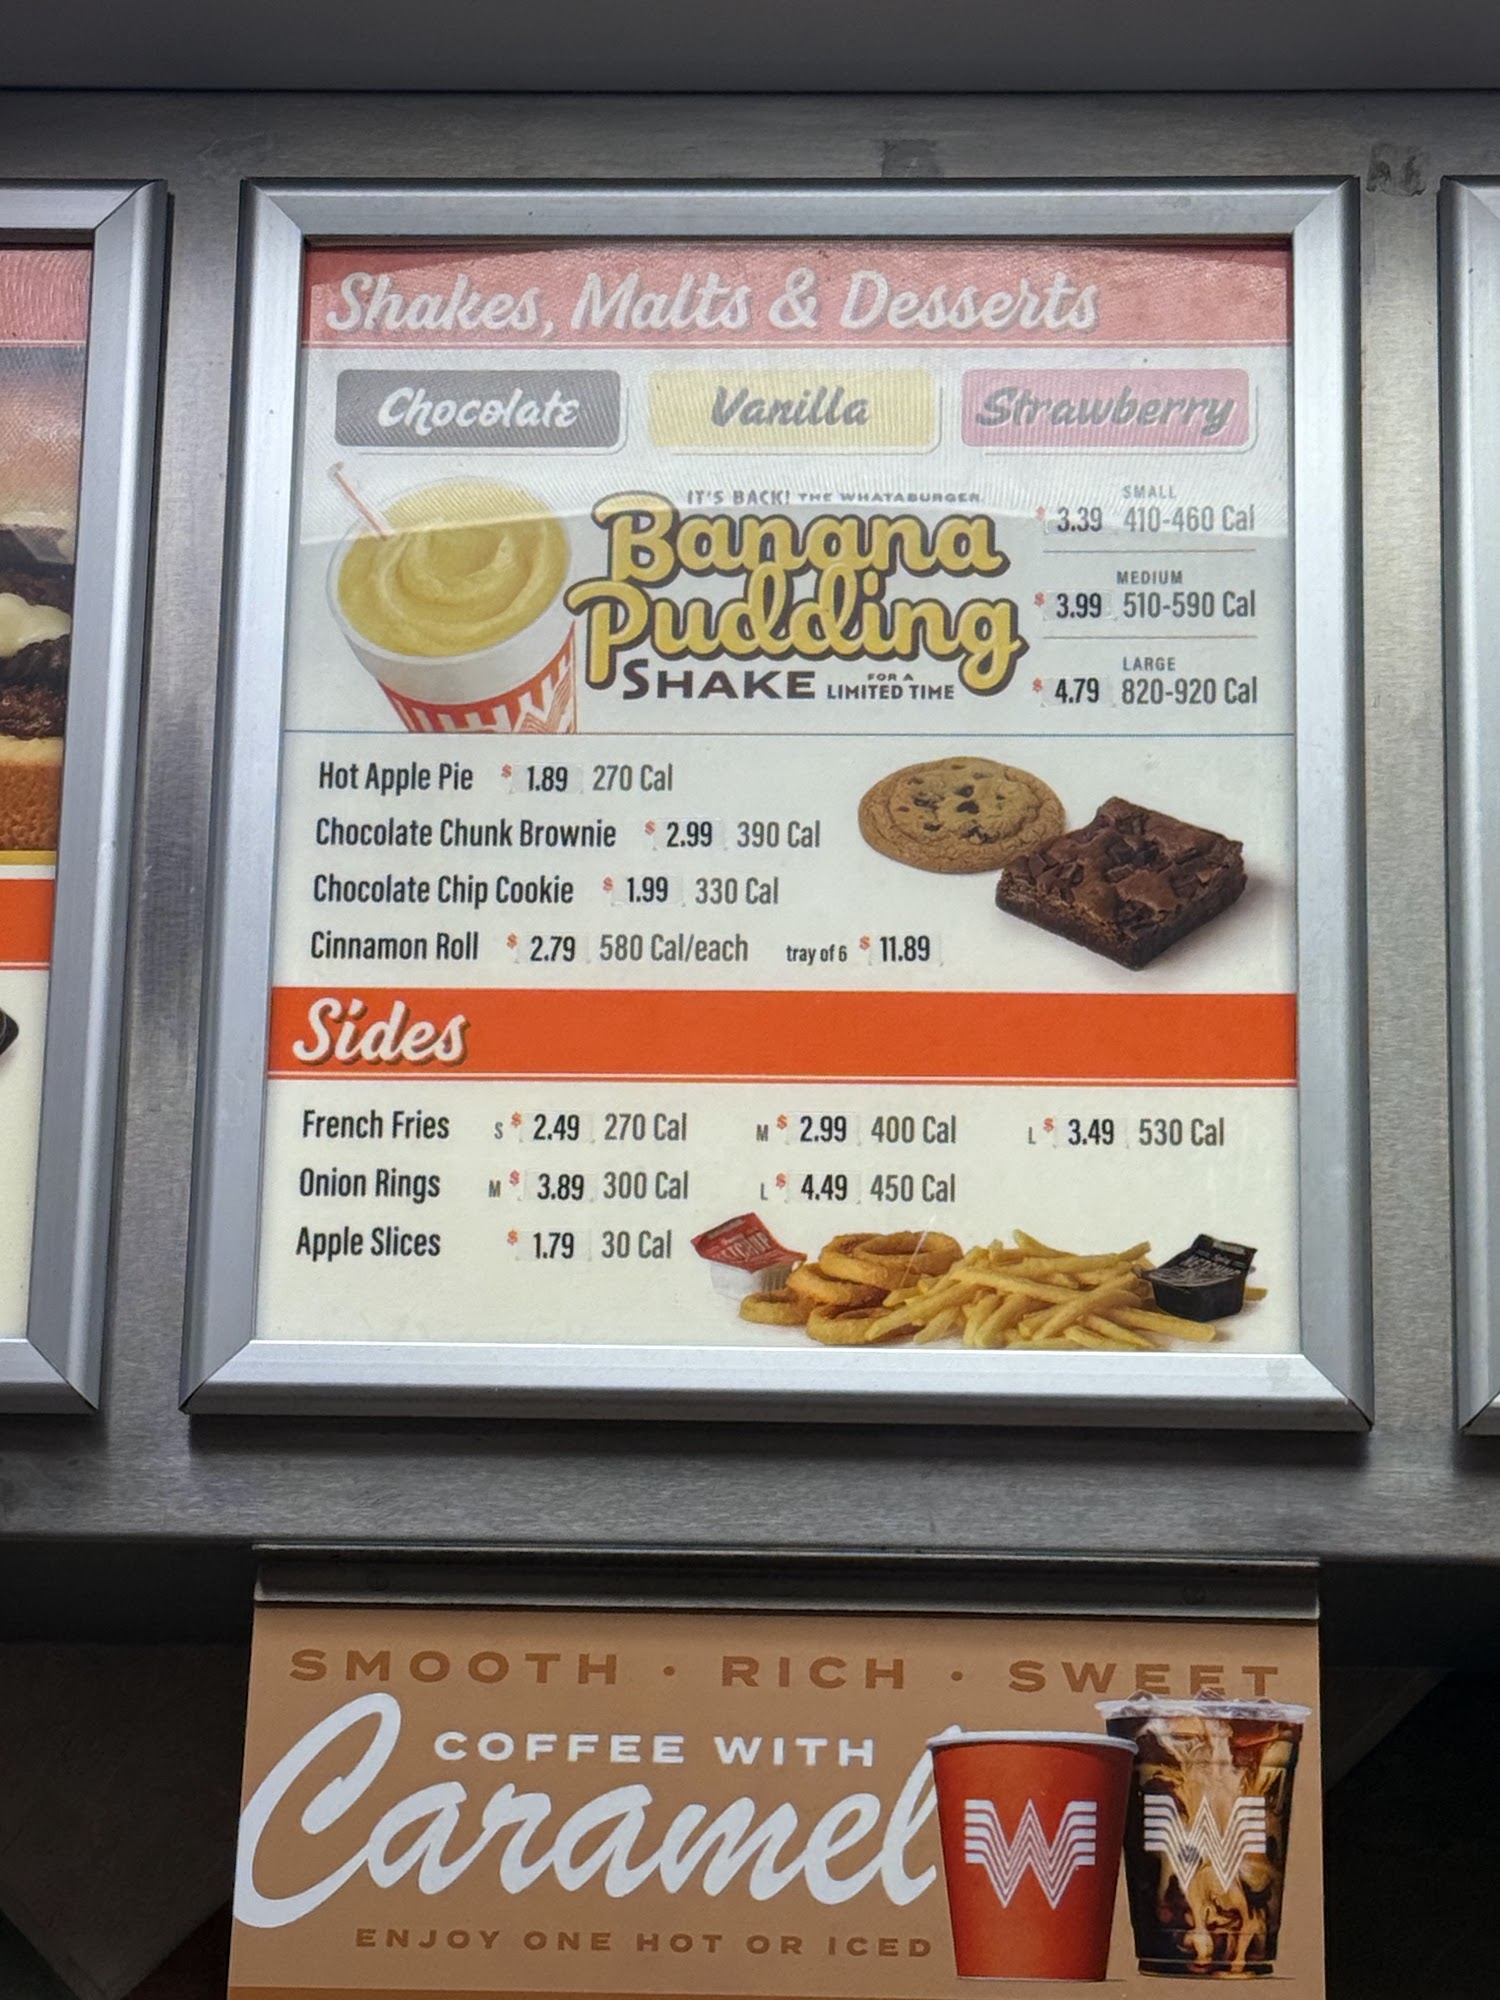 Shakes, Malts & Desserts
Chocolate Vanilla Strawberry
IT'S BACK! THE WHATABURGER
Banana
Pudding
SHAKE FOR A LIMITED TIME
SMALL
$ 3.39 410-460 Cal
MEDIUM
$ 3.99 510-590 Cal
LARGE
$ 4.79 820-920 Cal
WHA
Hot Apple Pie $ 1.89 270 Cal
Chocolate Chunk Brownie $ 2.99 390 Cal
Chocolate Chip Cookie $ 1.99 330 Cal
Cinnamon Roll $ 2.79 580 Cal/each tray of 6 $ 11.89
Sides
French Fries S $ 2.49 270 Cal M $ 2.99 400 Cal L $ 3.49 530 Cal
Onion Rings M $ 3.89 300 Cal L $ 4.49 450 Cal
Apple Slices $ 1.79 30 Cal
SMOOTH · RICH · SWEET
COFFEE WITH
Caramel
ENJOY ONE HOT OR ICED
W W